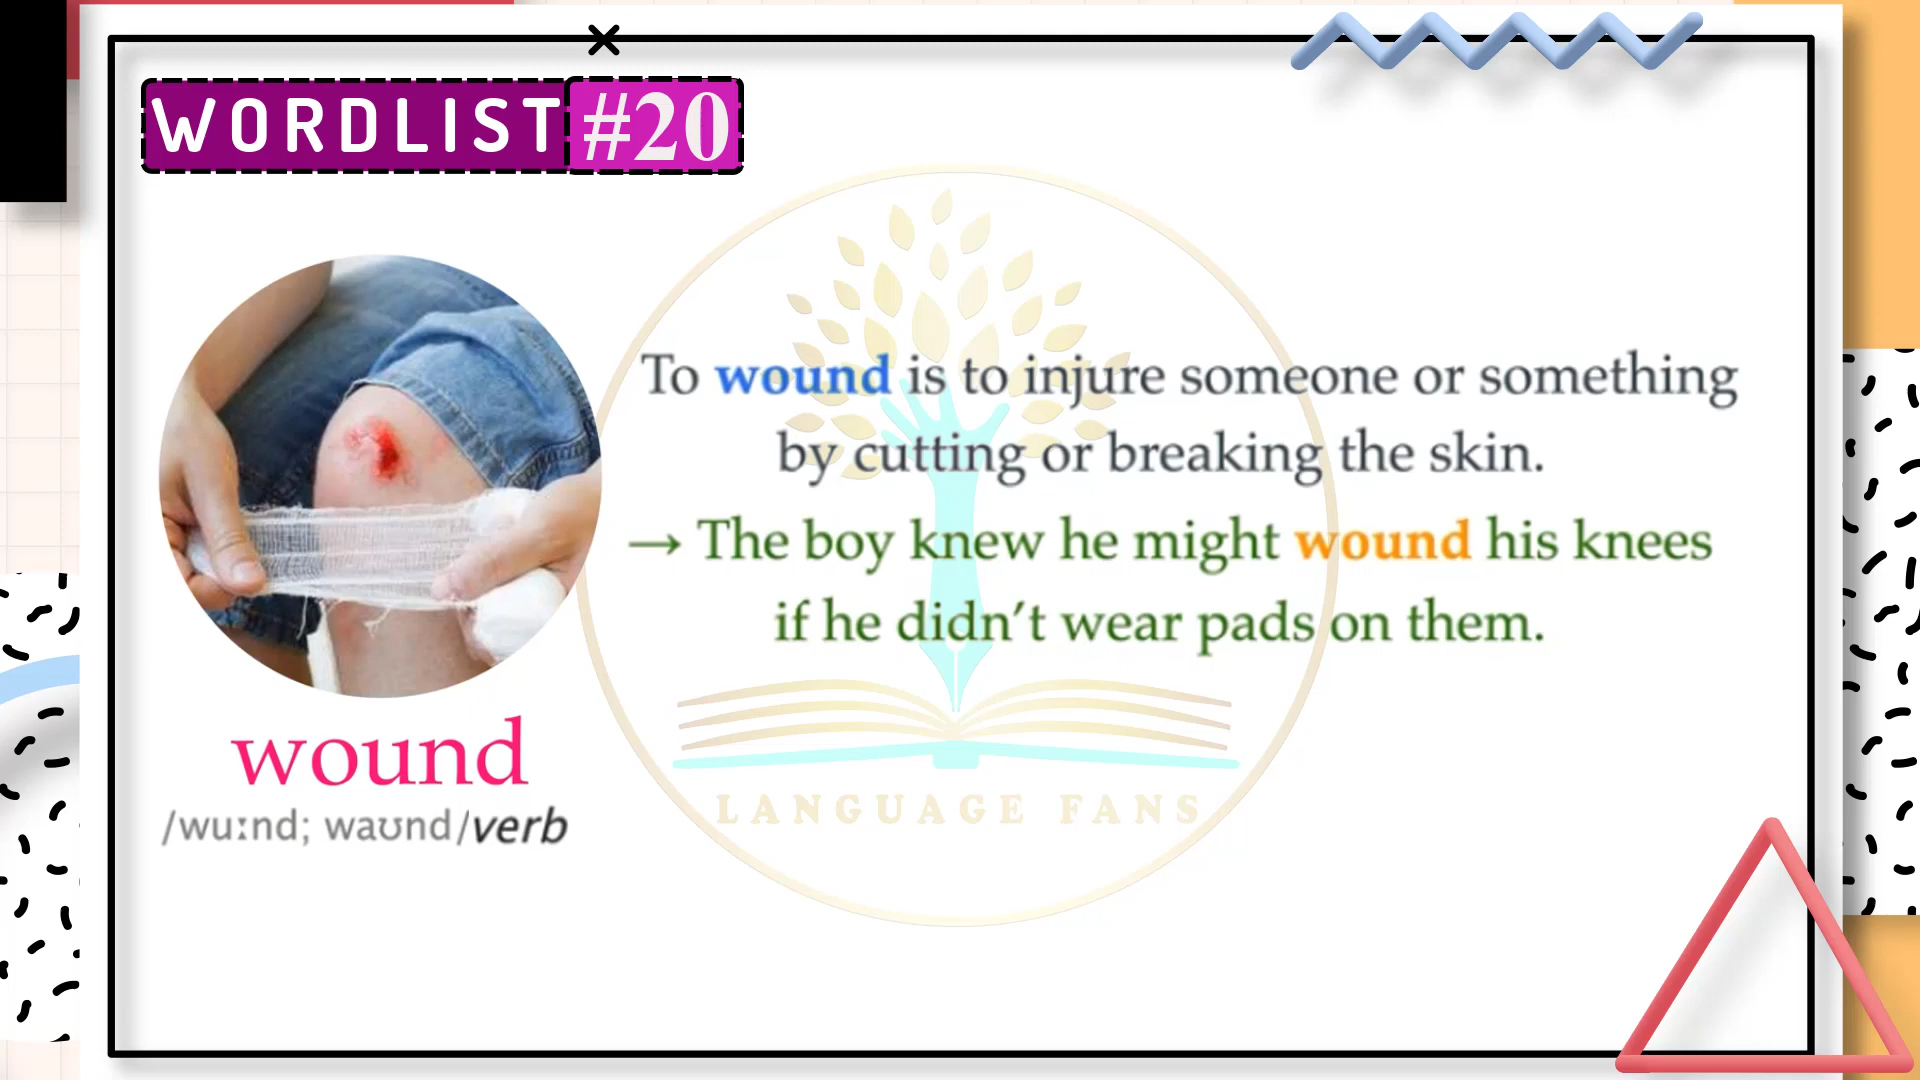 WORDLIST #20
To wound is to injure someone or something
by cutting or breaking the skin.
→ The boy knew he might wound his knees
if he didn’t wear pads on them.
wound
/wuːnd; waʊnd/verb
LANGUAGE FANS